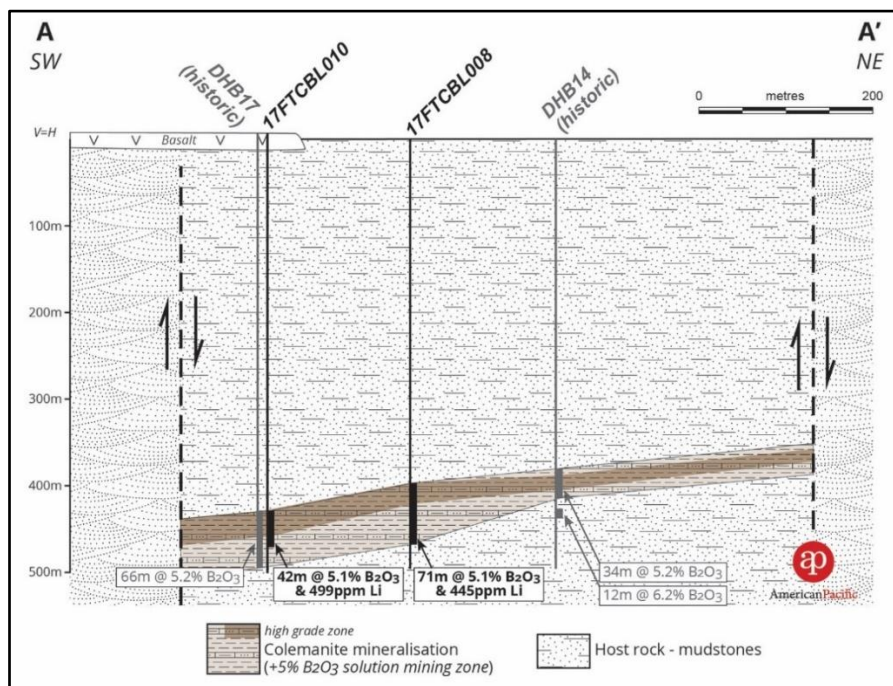 A
SW
A'
NE
DHB17
(historic)
17FTCBL010
17FTCBL008
DHB14
(historic)
metres
0
200
V=H
V V Basalt V V
100m
200m
300m
400m
500m
66m @ 5.2% B₂O₃
42m @ 5.1% B₂O₃
& 499ppm Li
71m @ 5.1% B₂O₃
& 445ppm Li
34m @ 5.2% B₂O₃
12m @ 6.2% B₂O₃
ap
AmericanPacific
high grade zone
Colemanite mineralisation
(+5% B₂O₃ solution mining zone)
Host rock - mudstones